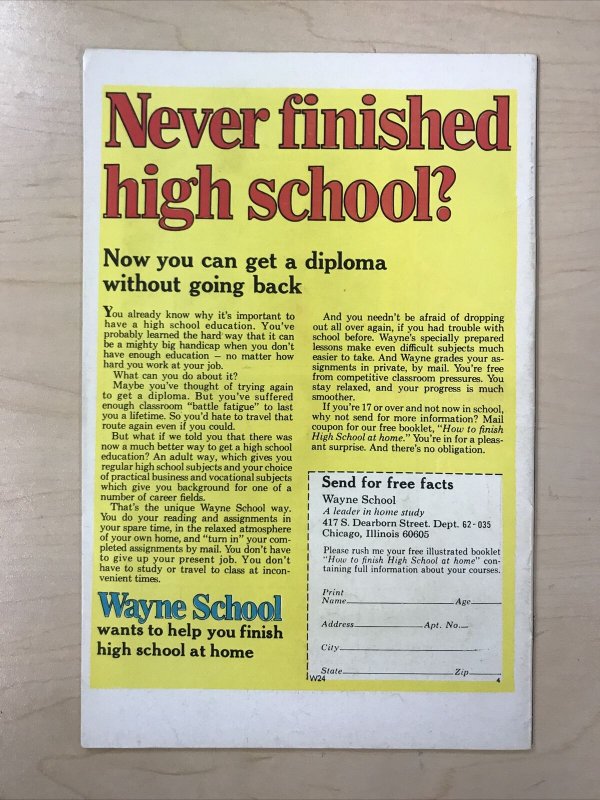 Never finished
high school?
Now you can get a diploma
without going back
You already know why it's important to
have a high school education. You've
probably learned the hard way that it can
be a mighty big handicap when you don't
have enough education – no matter how
hard you work at your job.
What can you do about it?
Maybe you've thought of trying again
to get a diploma. But you've suffered
enough classroom "battle fatigue" to last
you a lifetime. So you'd hate to travel that
route again even if you could.
But what if we told you that there was
now a much better way to get a high school
education? An adult way, which gives you
regular high school subjects and your choice
of practical business and vocational subjects
which give you background for one of a
number of career fields.
That's the unique Wayne School way.
You do your reading and assignments in
your spare time, in the relaxed atmosphere
of your own home, and "turn in" your com-
pleted assignments by mail. You don't have
to give up your present job. You don't
have to study or travel to class at incon-
venient times.
Wayne School
wants to help you finish
high school at home
And you needn't be afraid of dropping
out all over again, if you had trouble with
school before. Wayne's specially prepared
lessons make even difficult subjects much
easier to take. And Wayne grades your as-
signments in private, by mail. You're free
from competitive classroom pressures. You
stay relaxed, and your progress is much
smoother.
If you're 17 or over and not now in school,
why not send for more information? Mail
coupon for our free booklet, "How to finish
High School at home." You're in for a pleas-
ant surprise. And there's no obligation.
Send for free facts
Wayne School
A leader in home study
417 S. Dearborn Street. Dept. 62-035
Chicago, Illinois 60605
Please rush me your free illustrated booklet
"How to finish High School at home" con-
taining full information about your courses.
Print
Name Age
Address Apt. No.
City
State Zip
W24 4